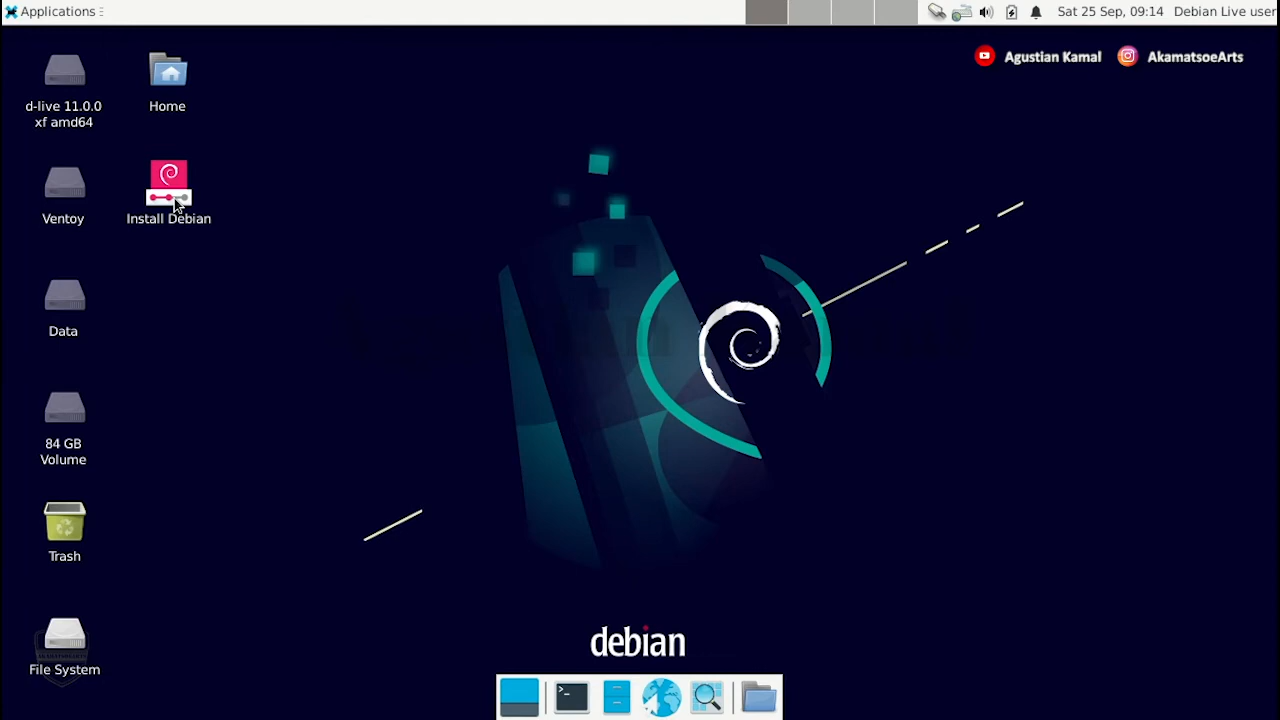 Applications
Sat 25 Sep, 09:14
Debian Live user
Agustian Kamal
AkamatsoeArts
d-live 11.0.0
xf amd64
Home
Ventoy
Install Debian
Data
84 GB
Volume
Trash
File System
debian
>_